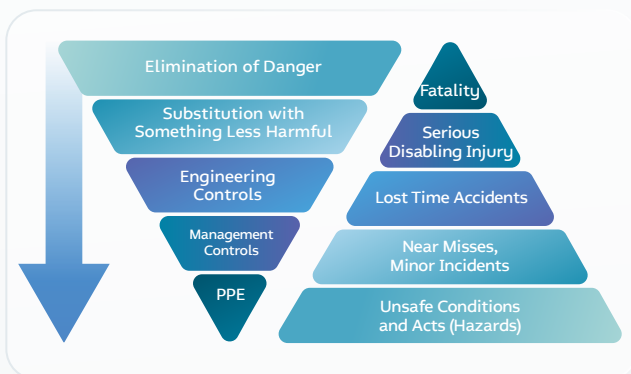 Elimination of Danger
Substitution with
Something Less Harmful
Engineering
Controls
Management
Controls
PPE
Fatality
Serious
Disabling Injury
Lost Time Accidents
Near Misses,
Minor Incidents
Unsafe Conditions
and Acts (Hazards)